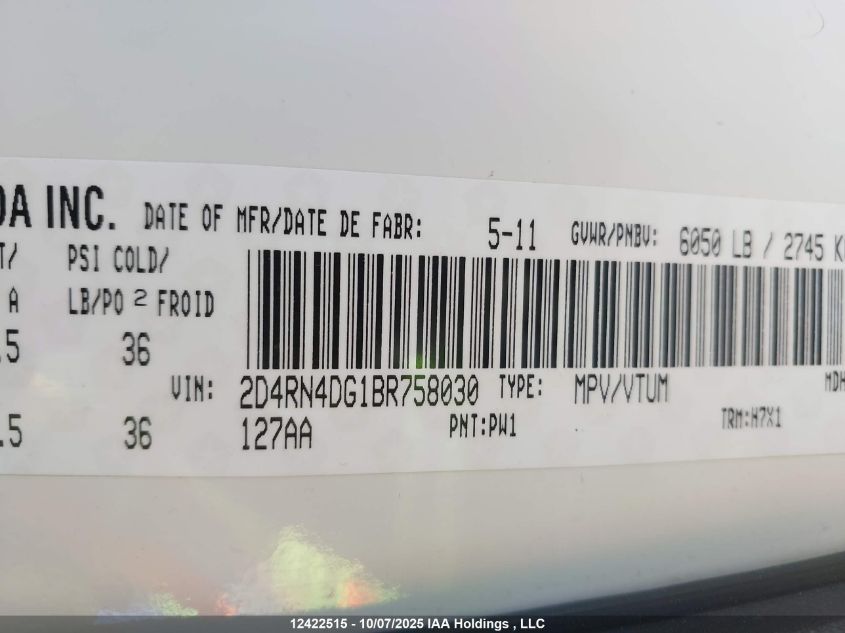 DA INC. DATE OF MFR/DATE DE FABR: 5-11 GVWR/PNBV: 6050 LB / 2745 K
T/ PSI COLD/
A LB/PO 2 FROID
.5 36
VIN: 2D4RN4DG1BR758030 TYPE: MPV/VTUM MDH
.5 36 127AA PNT:PW1 TRM:H7X1
12422515 - 10/07/2025 IAA Holdings , LLC